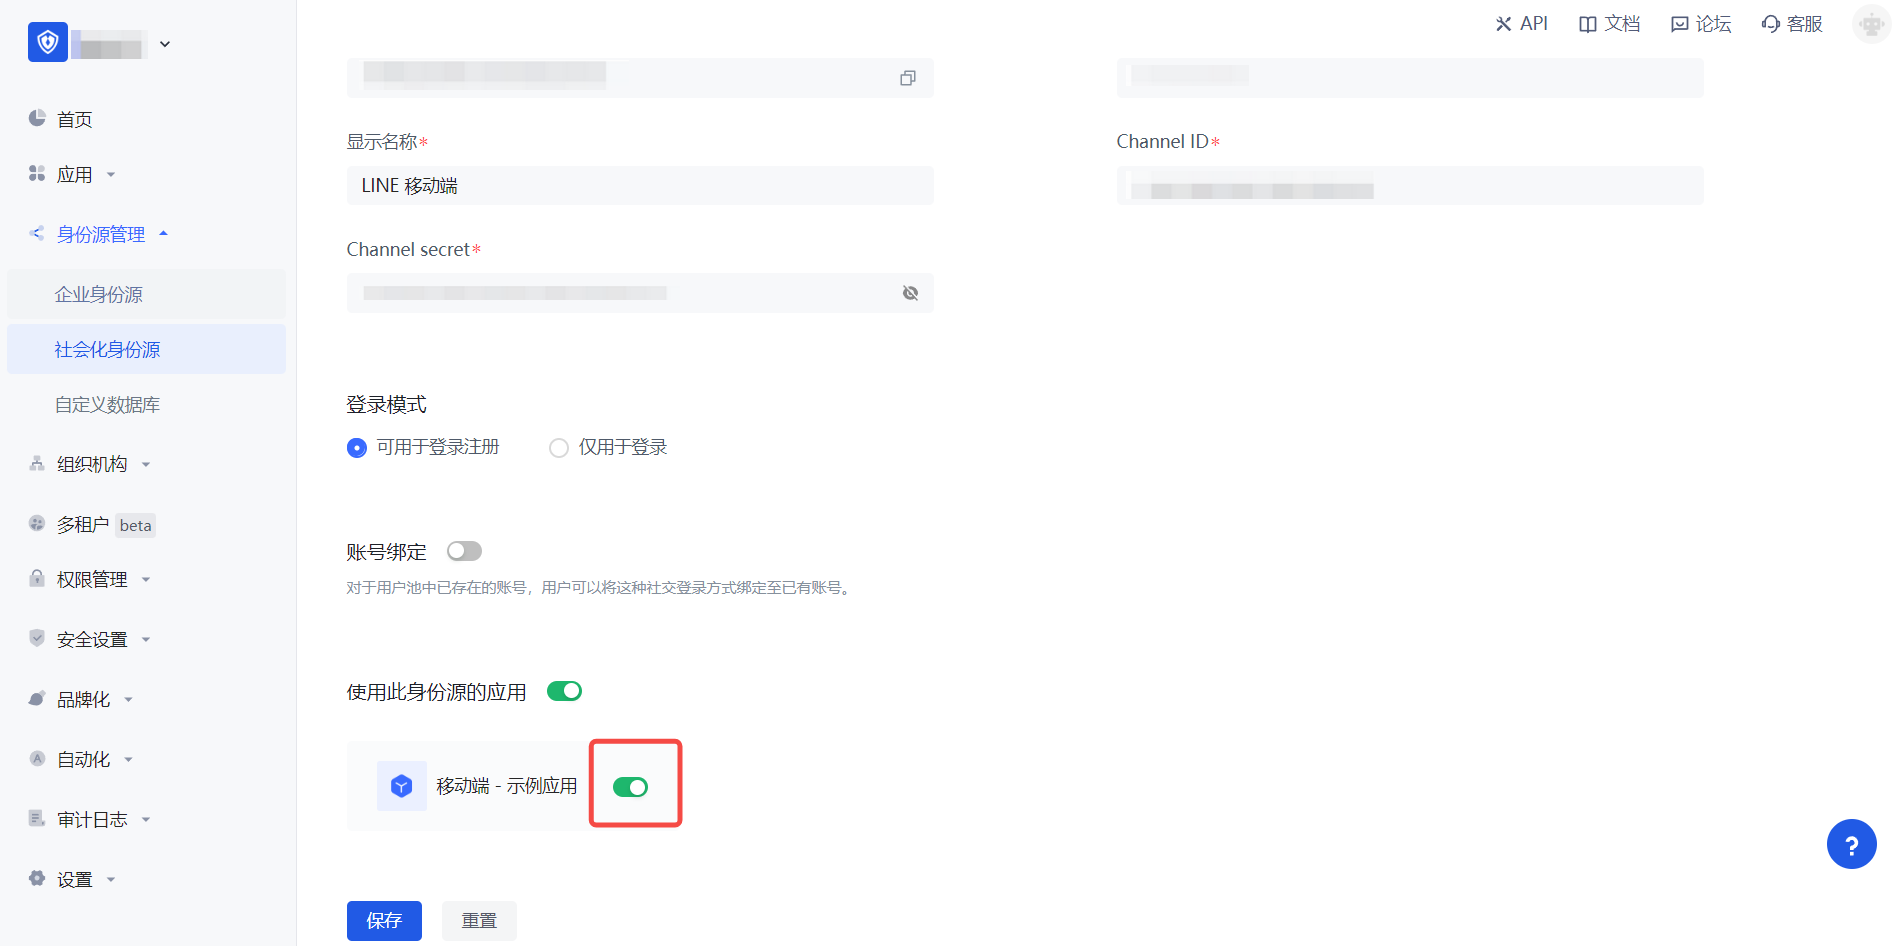 API 文档 论坛 客服
首页
应用
身份源管理
企业身份源
社会化身份源
自定义数据库
组织机构
多租户 beta
权限管理
安全设置
品牌化
自动化
审计日志
设置
显示名称*
LINE 移动端
Channel ID*
Channel secret*
登录模式
可用于登录注册 仅用于登录
账号绑定
对于用户池中已存在的账号，用户可以将这种社交登录方式绑定至已有账号。
使用此身份源的应用
移动端 - 示例应用
保存 重置
?